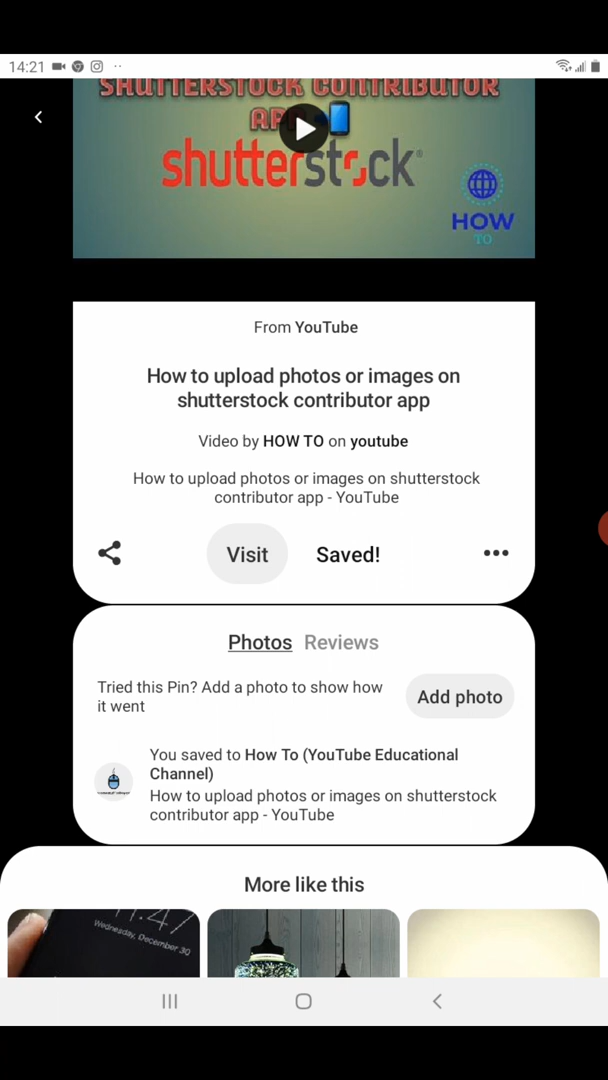 14:21
SHUTTERSTOCK CONTRIBUTOR
APP
shutterstock®
HOW
TO
From YouTube
How to upload photos or images on
shutterstock contributor app
Video by HOW TO on youtube
How to upload photos or images on shutterstock
contributor app - YouTube
Visit Saved!
Photos Reviews
Tried this Pin? Add a photo to show how
it went
Add photo
You saved to How To (YouTube Educational
Channel)
How to upload photos or images on shutterstock
contributor app - YouTube
More like this
11:47
Wednesday, December 30